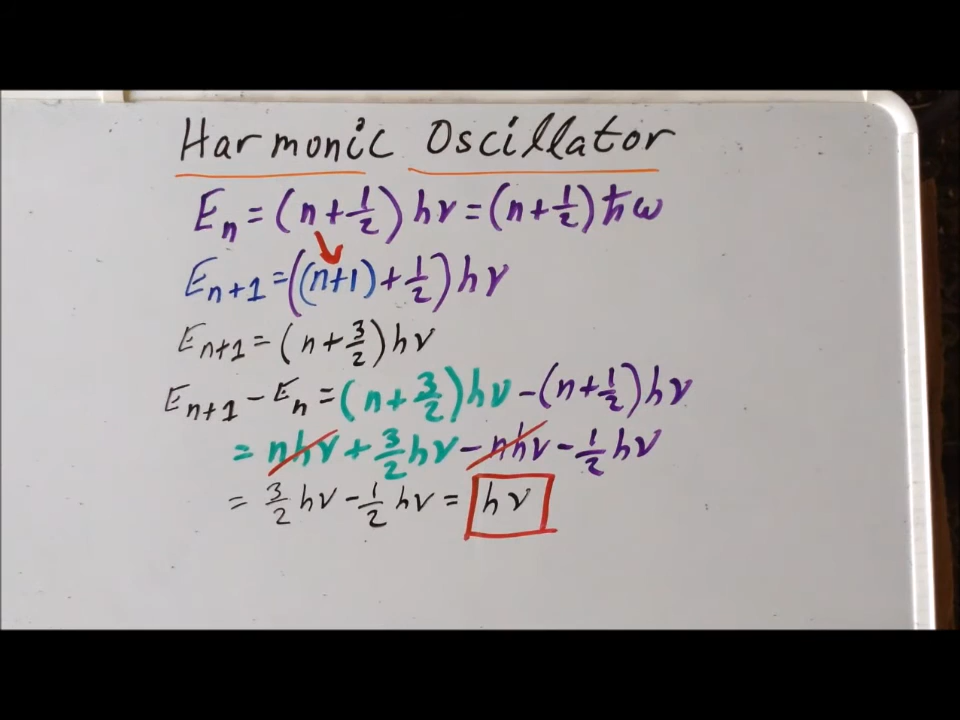 Harmonic Oscillator
Eₙ = (n + 1/2) hν = (n + 1/2) ħω
Eₙ₊₁ = ((n+1) + 1/2) hν
Eₙ₊₁ = (n + 3/2) hν
Eₙ₊₁ − Eₙ = (n + 3/2) hν − (n + 1/2) hν
= nhν + 3/2 hν − nhν − 1/2 hν
= 3/2 hν − 1/2 hν = hν